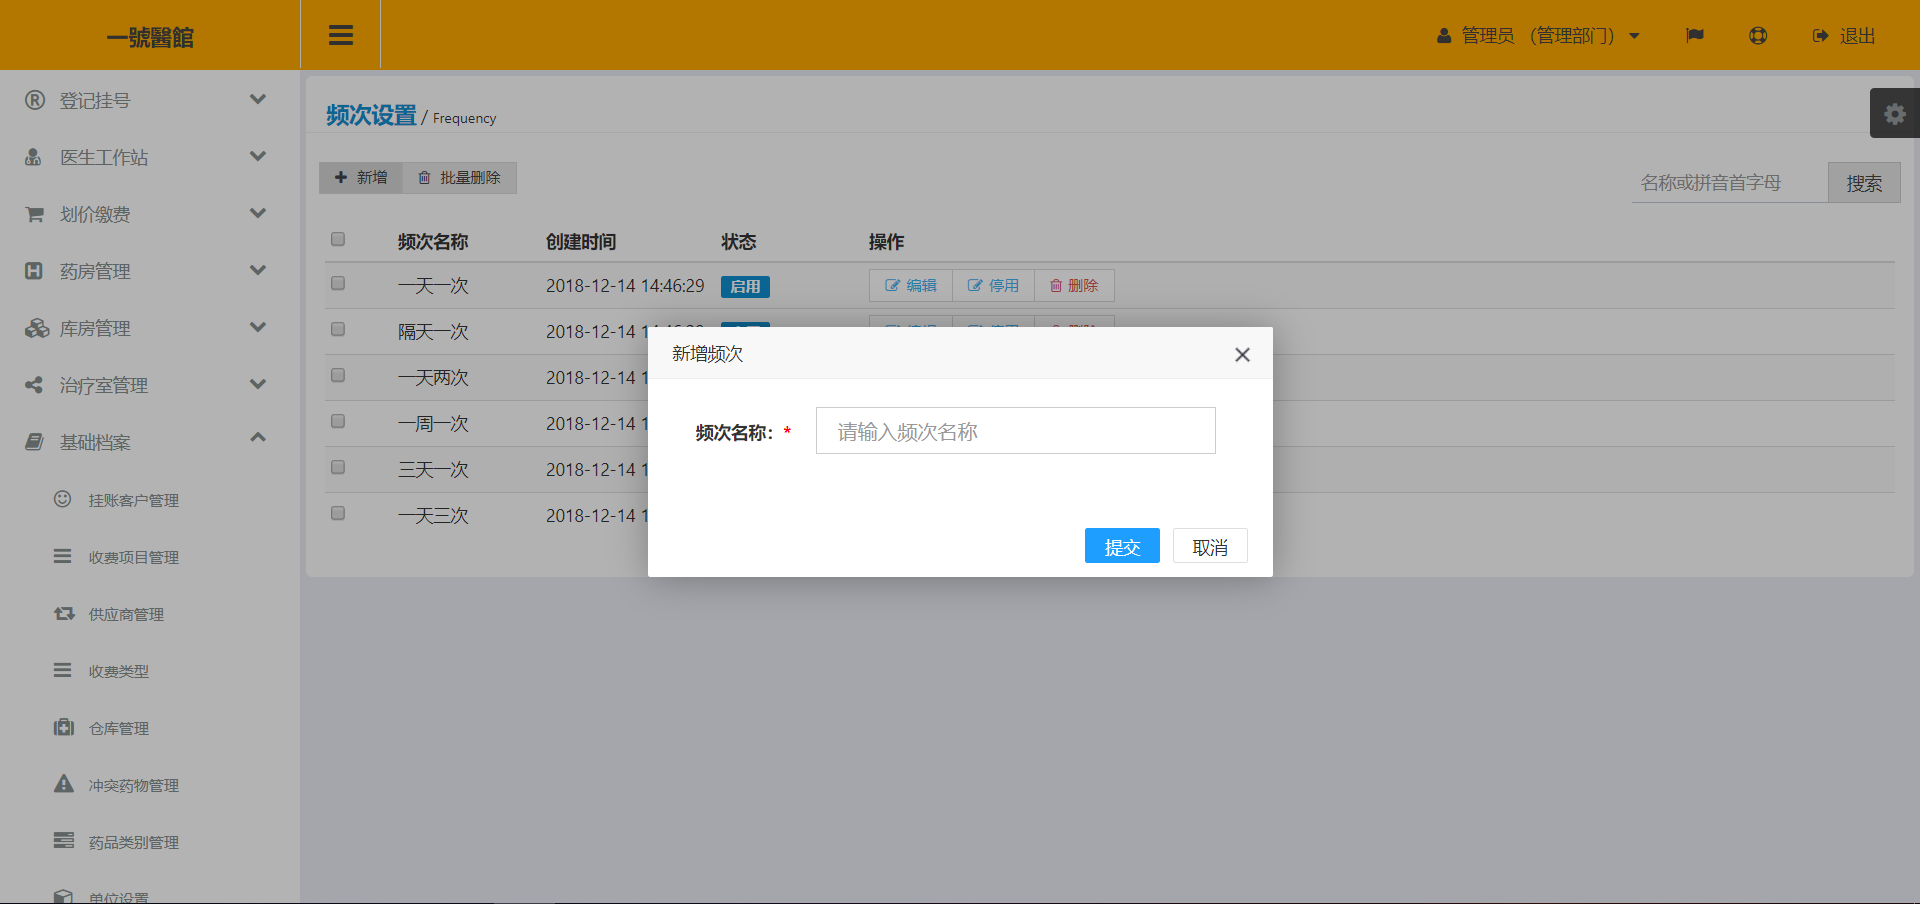 一號醫館
管理员 （管理部门）
退出
登记挂号
医生工作站
划价缴费
药房管理
库房管理
治疗室管理
基础档案
挂账客户管理
收费项目管理
供应商管理
收费类型
仓库管理
冲突药物管理
药品类别管理
单位设置
频次设置 / Frequency
新增 批量删除
名称或拼音首字母 搜索
频次名称 创建时间 状态 操作
一天一次 2018-12-14 14:46:29 启用 编辑 停用 删除
隔天一次 2018-12-14 1
一天两次 2018-12-14 1
一周一次 2018-12-14 1
三天一次 2018-12-14 1
一天三次 2018-12-14 1
新增频次
频次名称：* 请输入频次名称
提交 取消